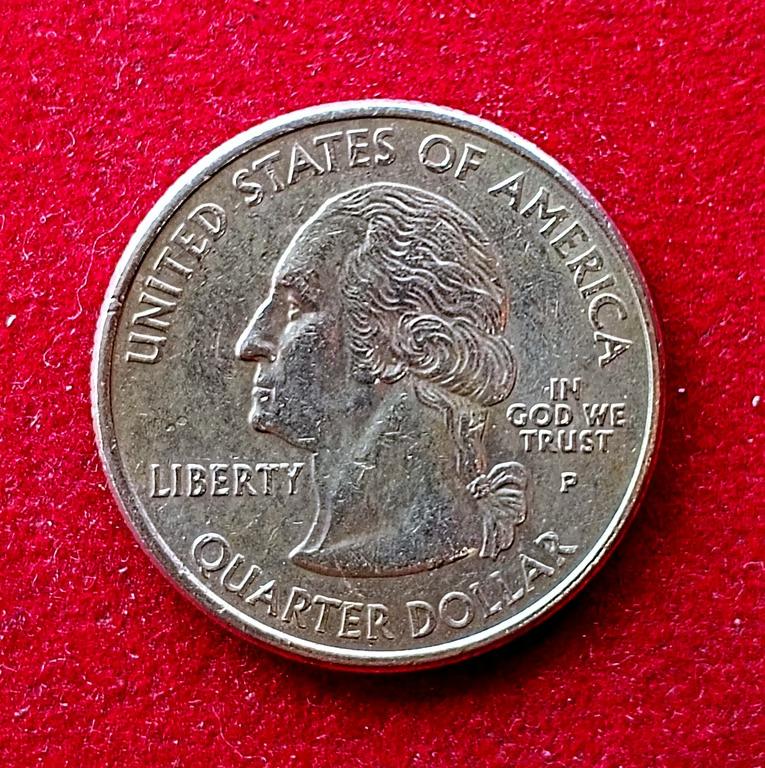 UNITED STATES OF AMERICA
LIBERTY
IN
GOD WE
TRUST
P
QUARTER DOLLAR